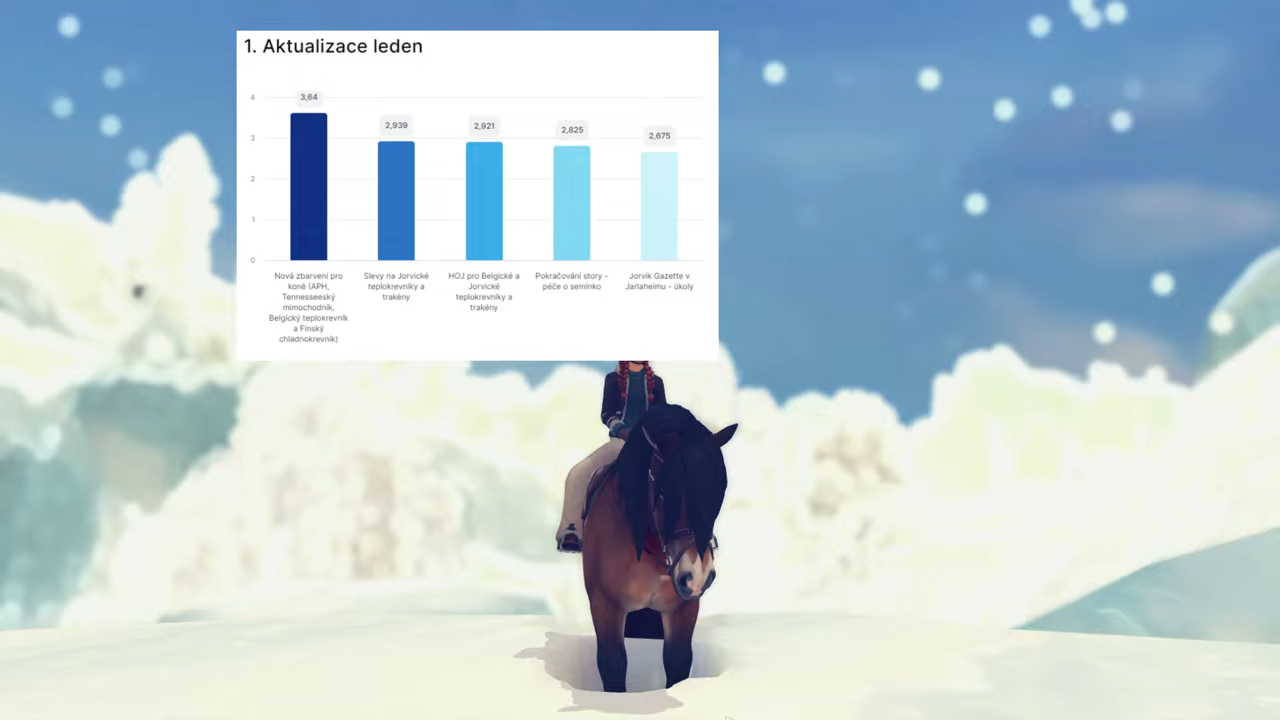 1. Aktualizace leden
4
3
2
1
0
3,64
2,939
2,921
2,825
2,675
Nová zbarvení pro
koně (APH,
Tennesseeský
mimochodník,
Belgický teplokrevník
a Finský
chladnokrevník)
Slevy na Jorvické
teplokrevníky a
trakény
HOJ pro Belgické a
Jorvické
teplokrevníky a
trakény
Pokračování story -
péče o semínko
Jorvik Gazette v
Jarlaheimu - úkoly